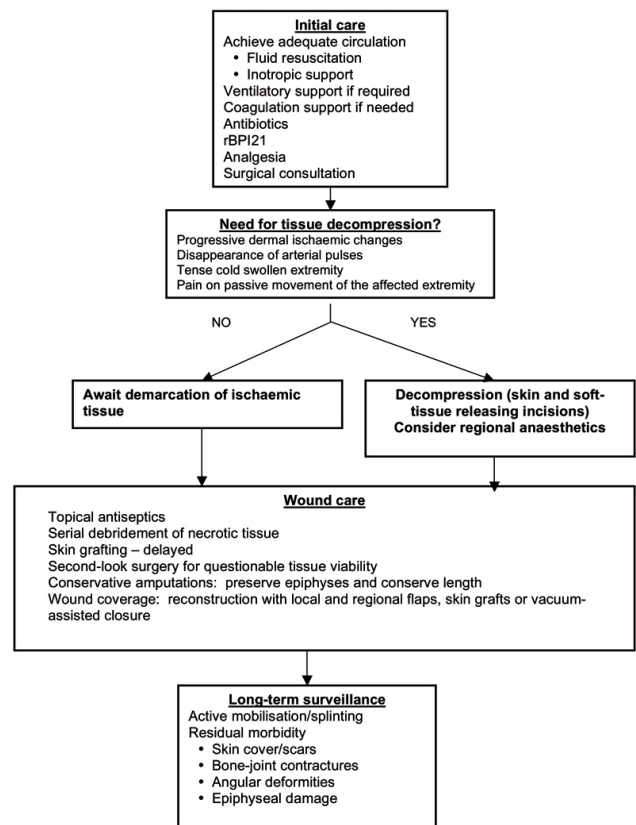 Initial care
Achieve adequate circulation
• Fluid resuscitation
• Inotropic support
Ventilatory support if required
Coagulation support if needed
Antibiotics
rBPI21
Analgesia
Surgical consultation
Need for tissue decompression?
Progressive dermal ischaemic changes
Disappearance of arterial pulses
Tense cold swollen extremity
Pain on passive movement of the affected extremity
NO
YES
Await demarcation of ischaemic
tissue
Decompression (skin and soft-
tissue releasing incisions)
Consider regional anaesthetics
Wound care
Topical antiseptics
Serial debridement of necrotic tissue
Skin grafting – delayed
Second-look surgery for questionable tissue viability
Conservative amputations: preserve epiphyses and conserve length
Wound coverage: reconstruction with local and regional flaps, skin grafts or vacuum-
assisted closure
Long-term surveillance
Active mobilisation/splinting
Residual morbidity
• Skin cover/scars
• Bone-joint contractures
• Angular deformities
• Epiphyseal damage